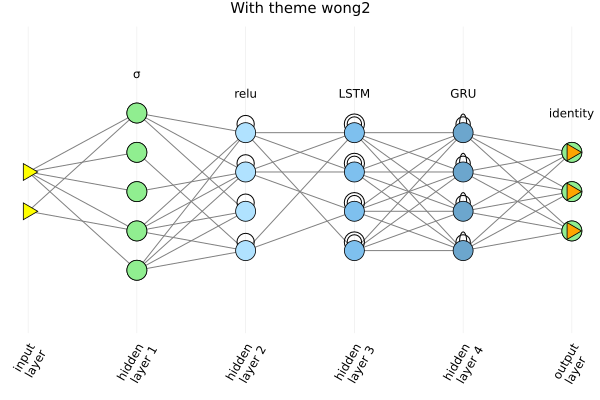 With theme wong2
σ
relu
LSTM
GRU
identity
input
layer
hidden
layer 1
hidden
layer 2
hidden
layer 3
hidden
layer 4
output
layer